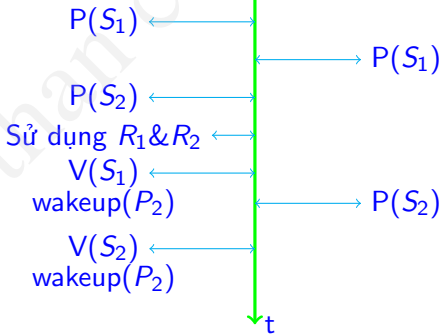 P(S₁)
P(S₁)
P(S₂)
Sử dụng R₁&R₂
V(S₁)
wakeup(P₂)
P(S₂)
V(S₂)
wakeup(P₂)
t